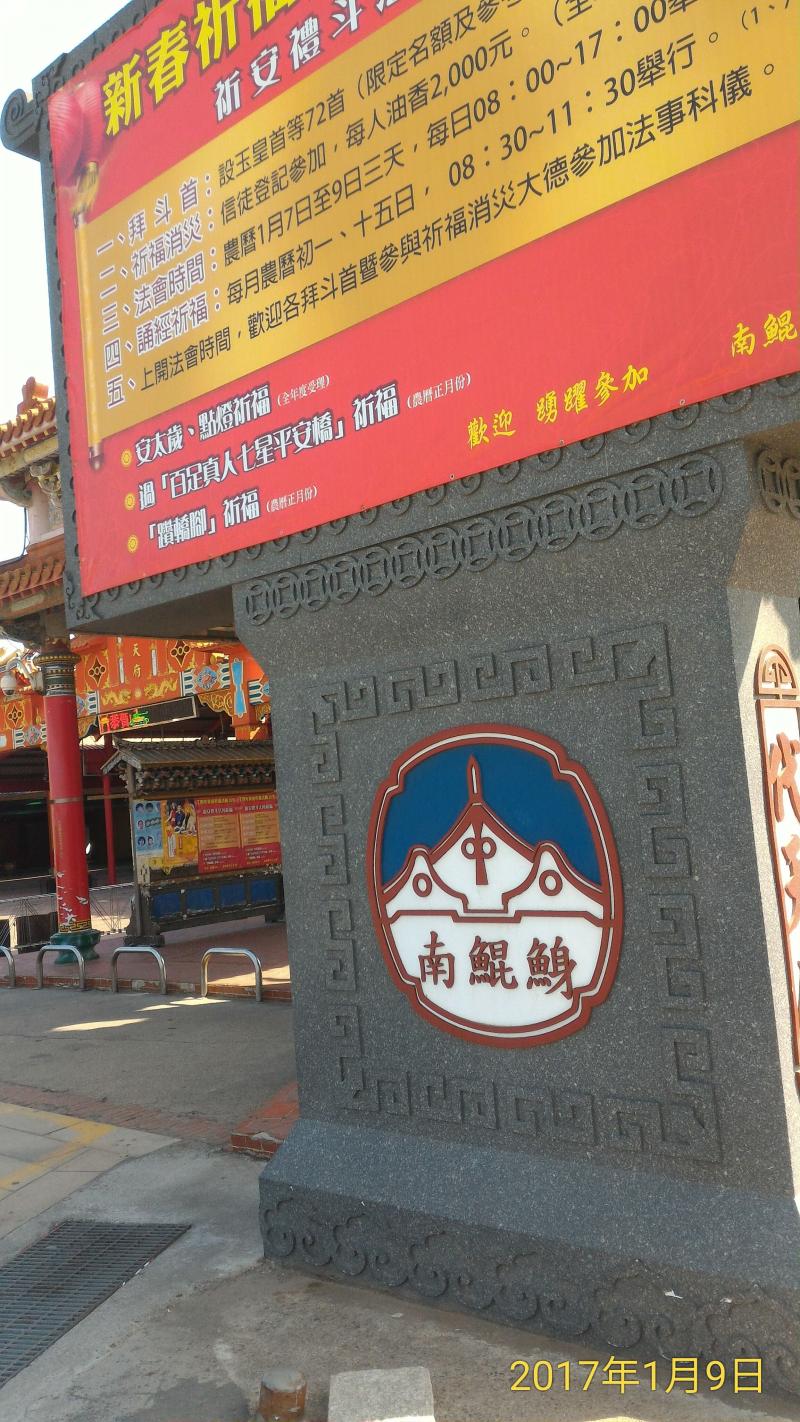 新春祈福
祈安禮斗
一、拜斗首：設玉皇首等72首（限定名額及參
二、祈福消災：信徒登記參加，每人油香2,000元。（全
三、法會時間：農曆1月7日至9日三天，每日08：00~17：00舉
四、誦經祈福：每月農曆初一、十五日，08：30~11：30舉行。（1、
五、上開法會時間，歡迎各拜斗首暨參與祈福消災大德參加法事科儀。
安太歲、點燈祈福（全年度受理）
過「百足真人七星平安橋」祈福（農曆正月份）
「躦轎腳」祈福（農曆正月份）
歡迎 踴躍參加
南鯤
天府
南鯤鯓
代
2017年1月9日